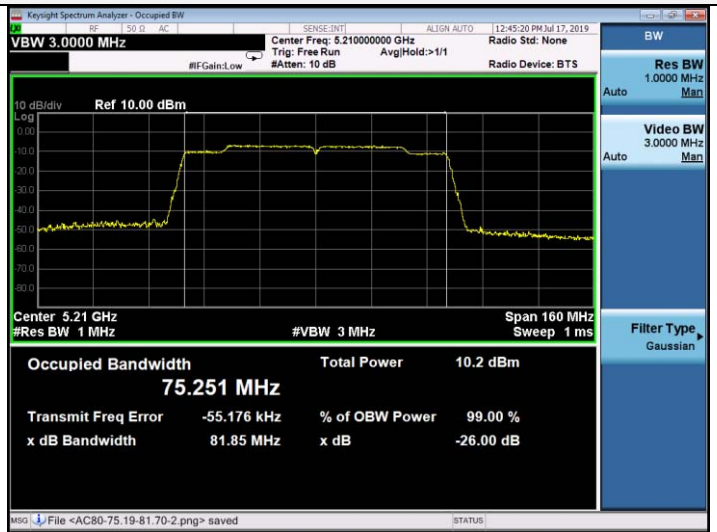 Keysight Spectrum Analyzer - Occupied BW
RF 50 Ω AC SENSE:INT ALIGN AUTO 12:45:20 PM Jul 17, 2019
VBW 3.0000 MHz Center Freq: 5.210000000 GHz Radio Std: None
Trig: Free Run Avg|Hold:>1/1
#IFGain:Low #Atten: 10 dB Radio Device: BTS
BW
Res BW
1.0000 MHz
Auto Man
Video BW
3.0000 MHz
Auto Man
Filter Type
Gaussian
10 dB/div Ref 10.00 dBm
Log
0.00
-10.0
-20.0
-30.0
-40.0
-50.0
-60.0
-70.0
-80.0
Center 5.21 GHz Span 160 MHz
#Res BW 1 MHz #VBW 3 MHz Sweep 1 ms
Occupied Bandwidth Total Power 10.2 dBm
75.251 MHz
Transmit Freq Error -55.176 kHz % of OBW Power 99.00 %
x dB Bandwidth 81.85 MHz x dB -26.00 dB
MSG File <AC80-75.19-81.70-2.png> saved STATUS